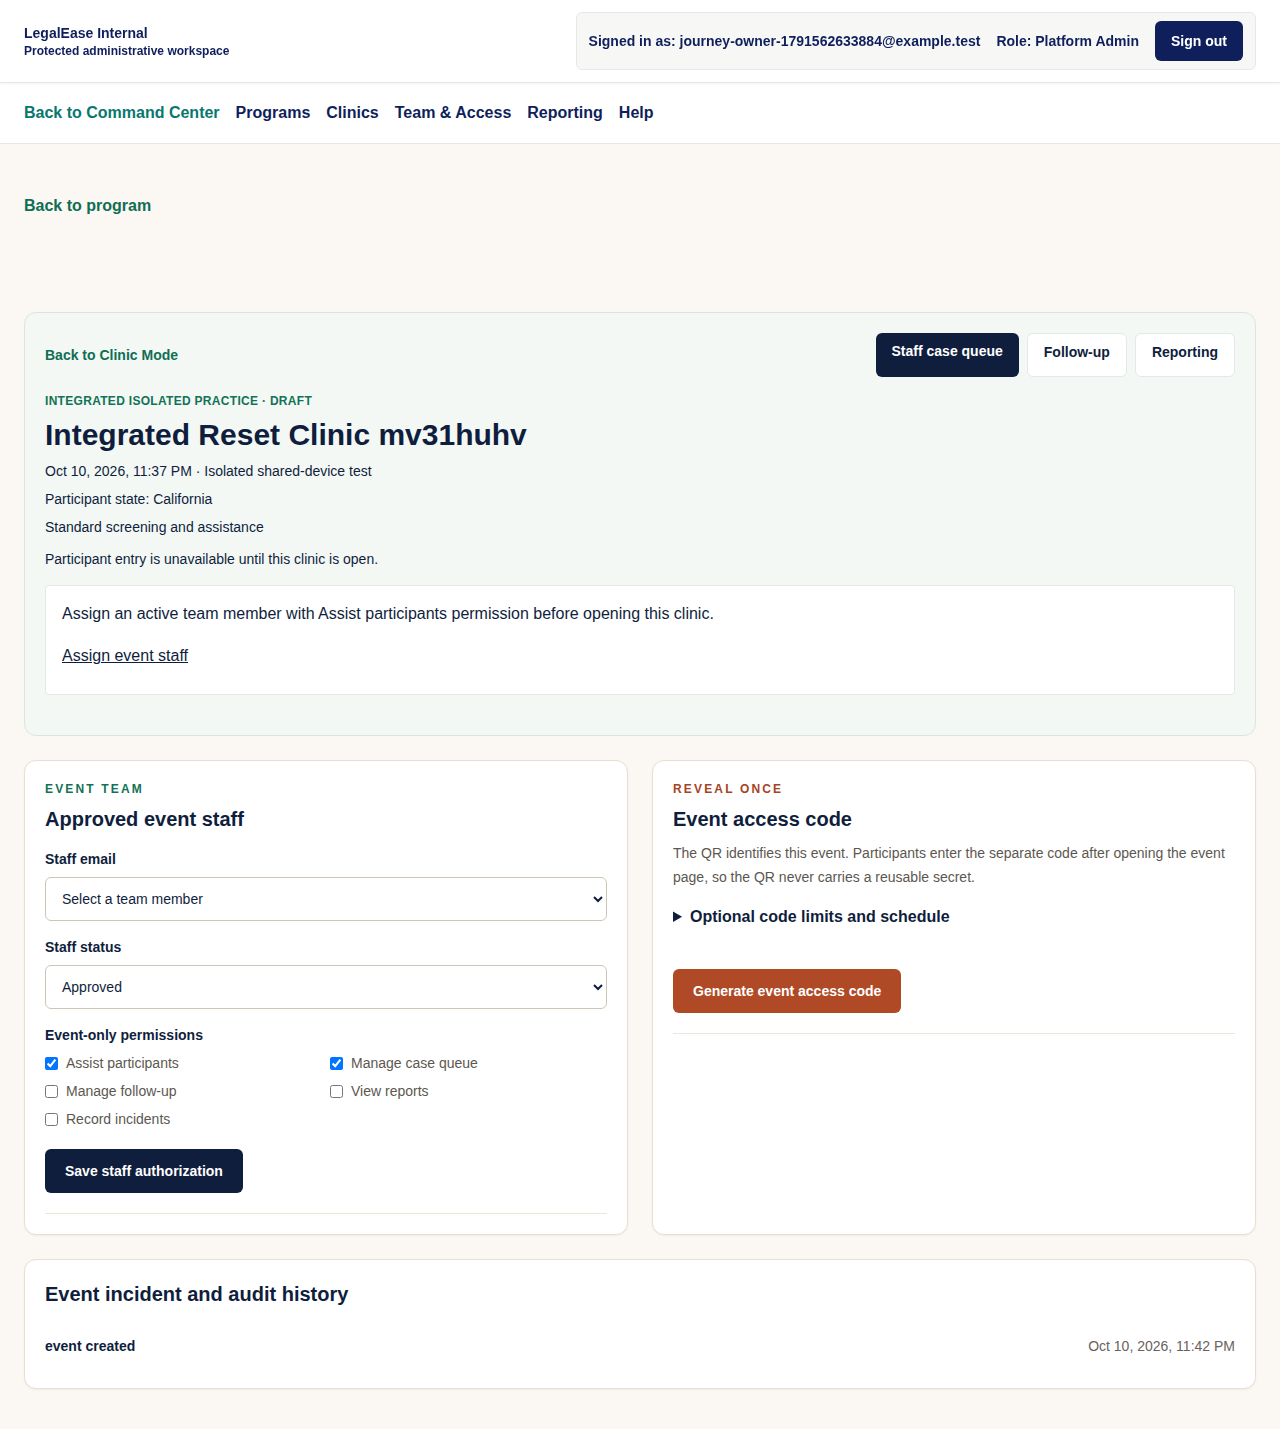 LegalEase Internal
Protected administrative workspace
Signed in as: journey-owner-1791562633884@example.test
Role: Platform Admin
Sign out
Back to Command Center
Programs
Clinics
Team & Access
Reporting
Help
Back to program
Back to Clinic Mode
Staff case queue
Follow-up
Reporting
INTEGRATED ISOLATED PRACTICE · DRAFT
Integrated Reset Clinic mv31huhv
Oct 10, 2026, 11:37 PM · Isolated shared-device test
Participant state: California
Standard screening and assistance
Participant entry is unavailable until this clinic is open.
Assign an active team member with Assist participants permission before opening this clinic.
Assign event staff
EVENT TEAM
Approved event staff
Staff email
Select a team member
Staff status
Approved
Event-only permissions
Assist participants
Manage case queue
Manage follow-up
View reports
Record incidents
Save staff authorization
REVEAL ONCE
Event access code
The QR identifies this event. Participants enter the separate code after opening the event
page, so the QR never carries a reusable secret.
Optional code limits and schedule
Generate event access code
Event incident and audit history
event created
Oct 10, 2026, 11:42 PM